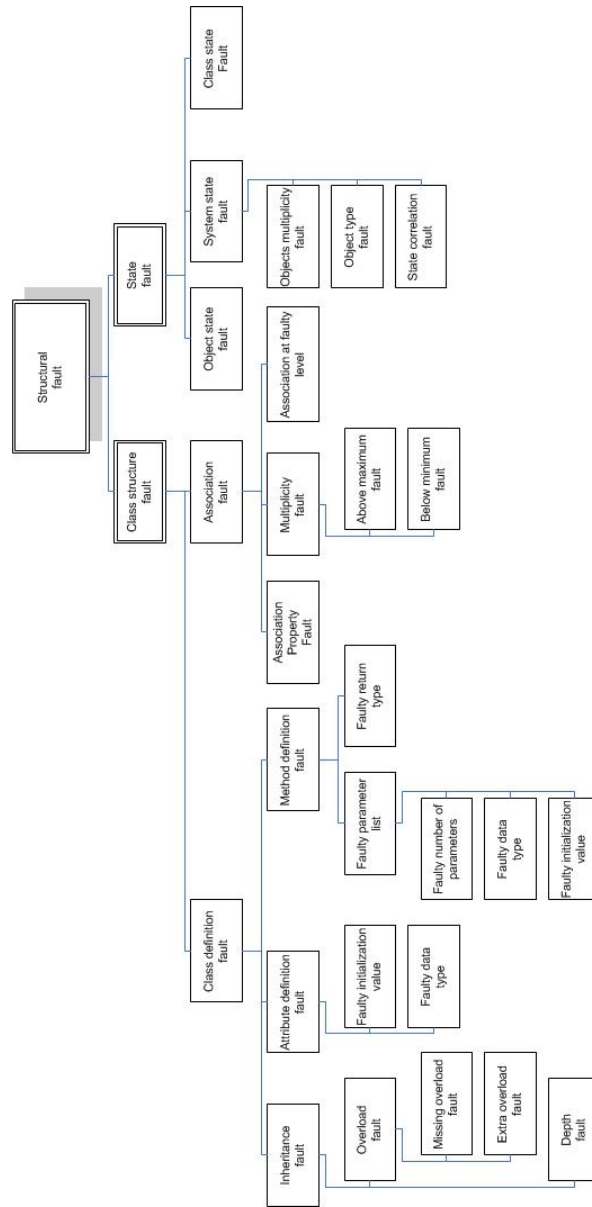 Structural
fault
Class structure
fault
State
fault
Class definition
fault
Association
fault
Object state
fault
System state
fault
Class state
Fault
Inheritance
fault
Attribute definition
fault
Method definition
fault
Association
Property
Fault
Multiplicity
fault
Association at faulty
level
Objects multiplicity
fault
Object type
fault
State correlation
fault
Overload
fault
Missing overload
fault
Extra overload
fault
Depth
fault
Faulty initialization
value
Faulty data
type
Faulty parameter
list
Faulty return
type
Faulty number of
parameters
Faulty data
type
Faulty initialization
value
Above maximum
fault
Below minimum
fault